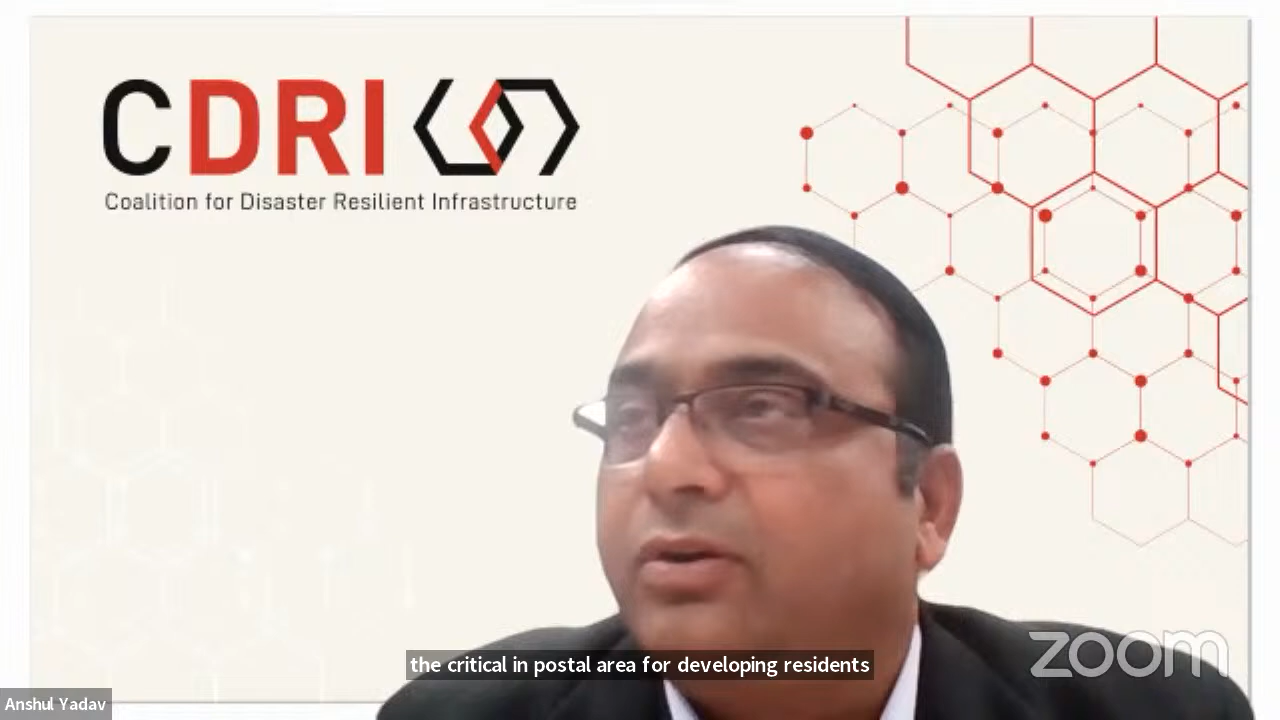 CDRI
Coalition for Disaster Resilient Infrastructure
the critical in postal area for developing residents
zoom
Anshul Yadav